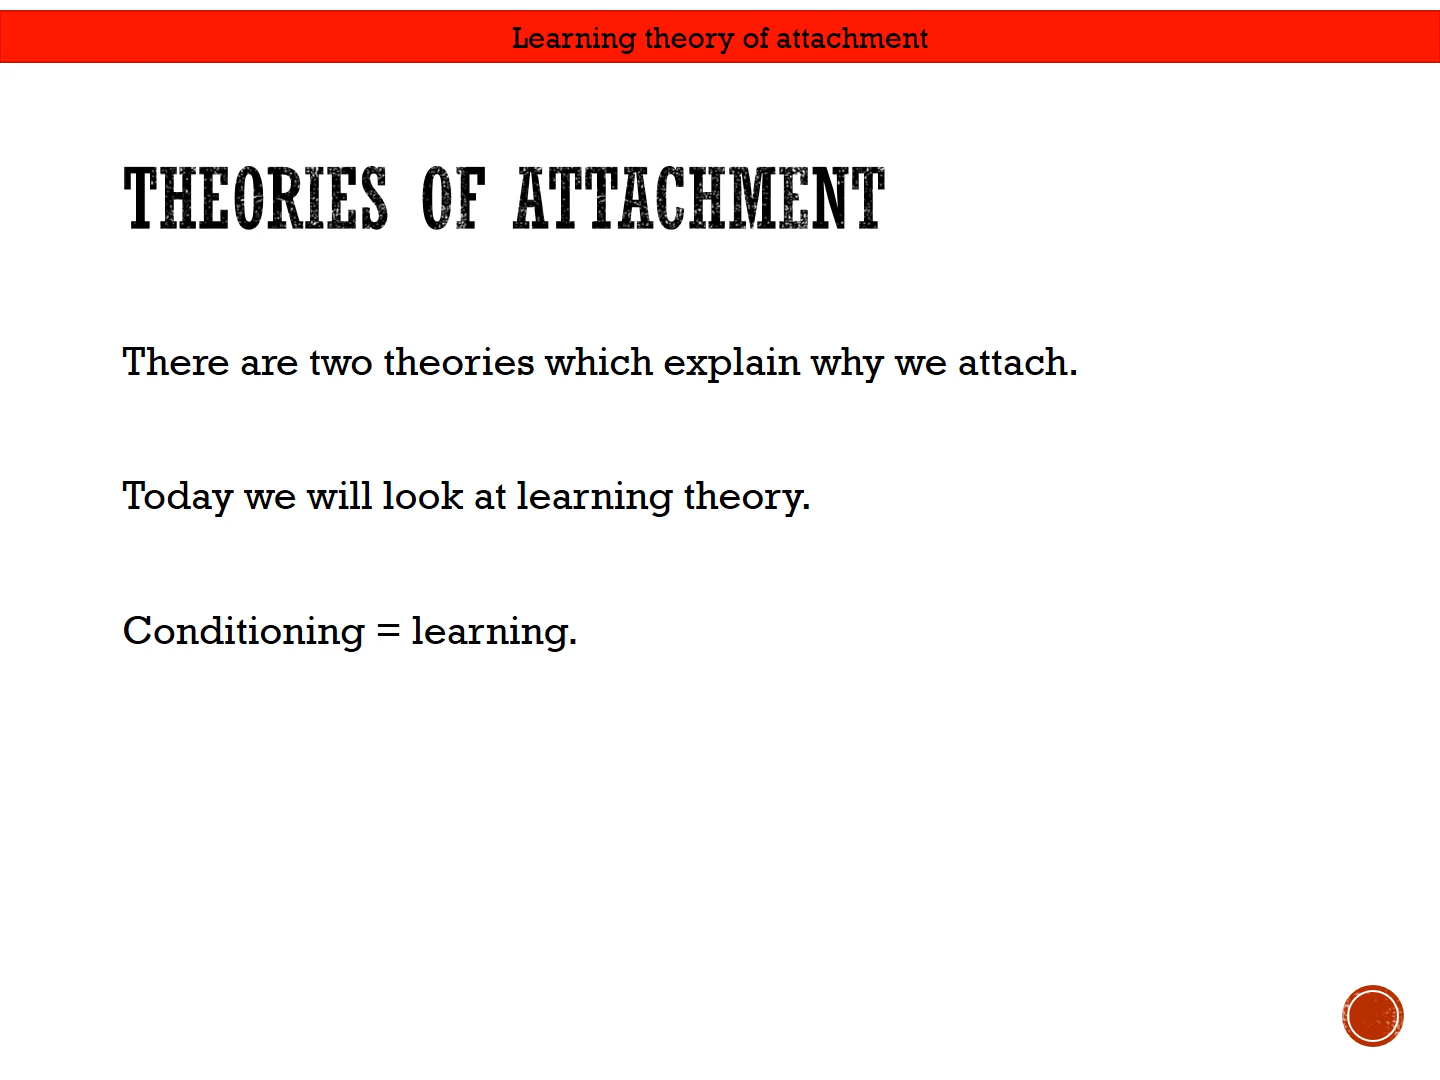 Learning theory of attachment
THEORIES OF ATTACHMENT
There are two theories which explain why we attach.
Today we will look at learning theory.
Conditioning = learning.